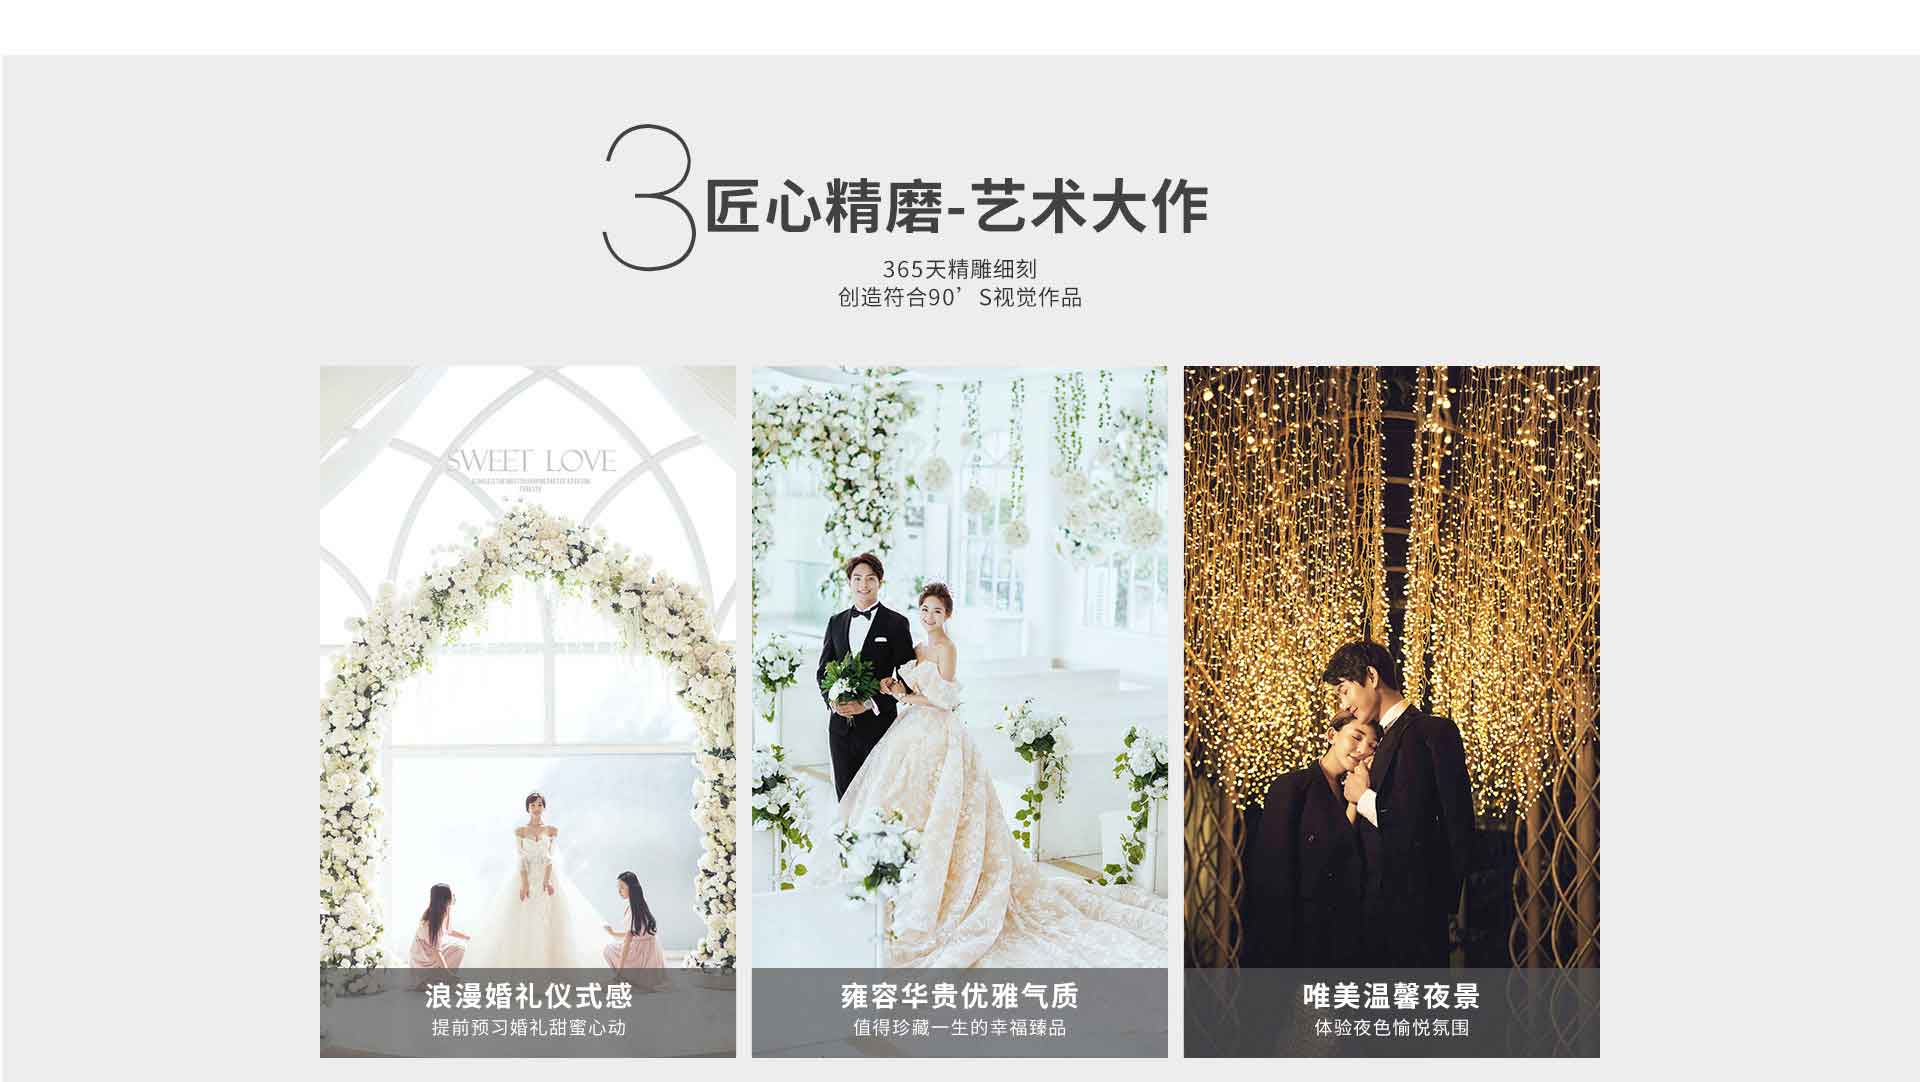 3 匠心精磨-艺术大作
365天精雕细刻
创造符合90’S视觉作品
SWEET LOVE
浪漫婚礼仪式感
提前预习婚礼甜蜜心动
雍容华贵优雅气质
值得珍藏一生的幸福臻品
唯美温馨夜景
体验夜色愉悦氛围